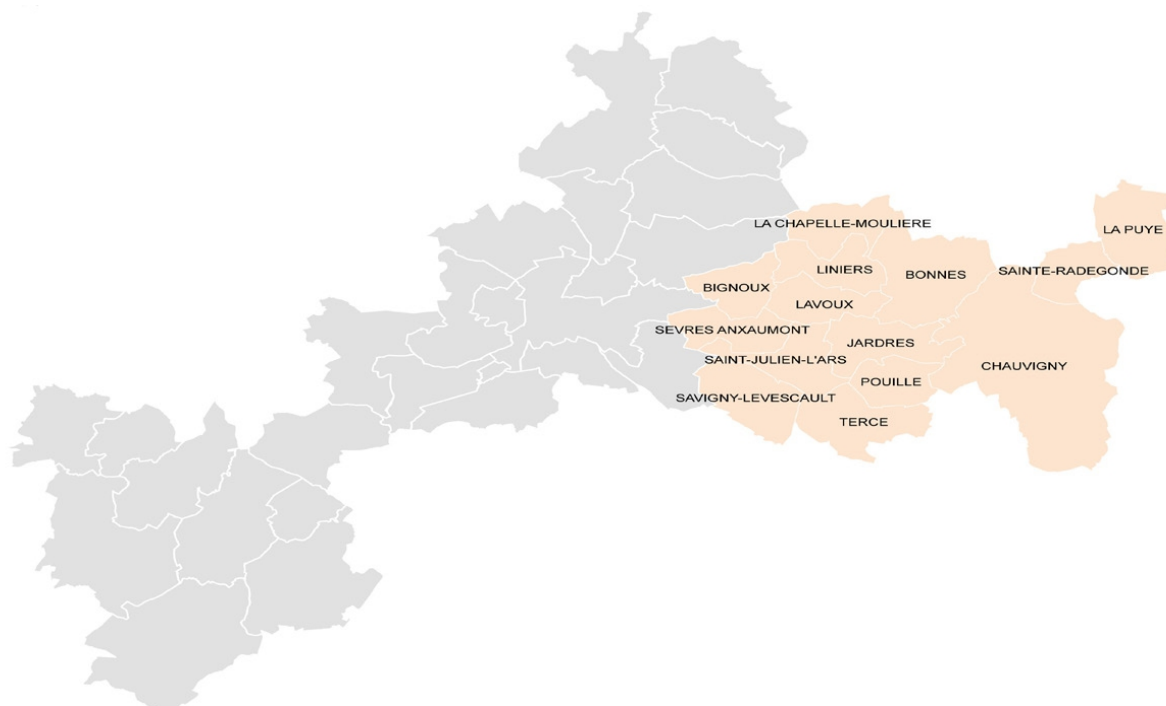 LA CHAPELLE-MOULIERE
LA PUYE
LINIERS
BONNES
SAINTE-RADEGONDE
BIGNOUX
LAVOUX
SEVRES ANXAUMONT
JARDRES
SAINT-JULIEN-L'ARS
CHAUVIGNY
POUILLE
SAVIGNY-LEVESCAULT
TERCE